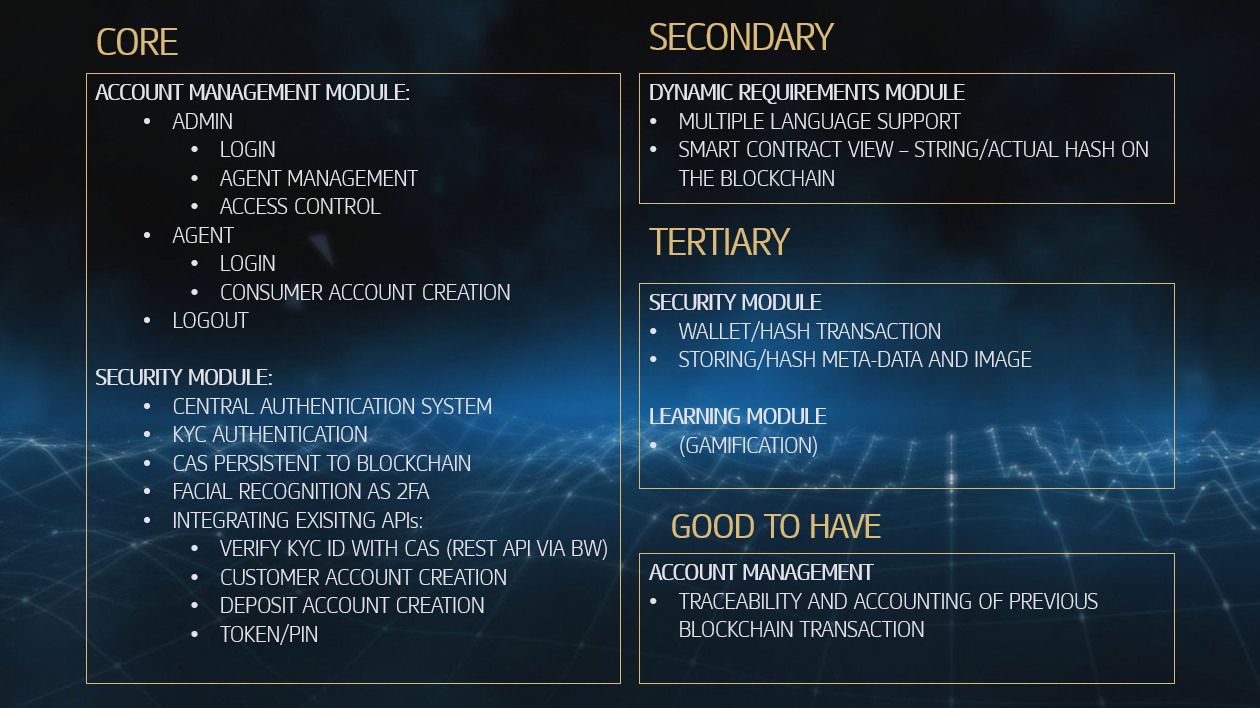 CORE
ACCOUNT MANAGEMENT MODULE:
• ADMIN
• LOGIN
• AGENT MANAGEMENT
• ACCESS CONTROL
• AGENT
• LOGIN
• CONSUMER ACCOUNT CREATION
• LOGOUT
SECURITY MODULE:
• CENTRAL AUTHENTICATION SYSTEM
• KYC AUTHENTICATION
• CAS PERSISTENT TO BLOCKCHAIN
• FACIAL RECOGNITION AS 2FA
• INTEGRATING EXISITNG APIs:
• VERIFY KYC ID WITH CAS (REST API VIA BW)
• CUSTOMER ACCOUNT CREATION
• DEPOSIT ACCOUNT CREATION
• TOKEN/PIN
SECONDARY
DYNAMIC REQUIREMENTS MODULE
• MULTIPLE LANGUAGE SUPPORT
• SMART CONTRACT VIEW – STRING/ACTUAL HASH ON
THE BLOCKCHAIN
TERTIARY
SECURITY MODULE
• WALLET/HASH TRANSACTION
• STORING/HASH META-DATA AND IMAGE
LEARNING MODULE
• (GAMIFICATION)
GOOD TO HAVE
ACCOUNT MANAGEMENT
• TRACEABILITY AND ACCOUNTING OF PREVIOUS
BLOCKCHAIN TRANSACTION